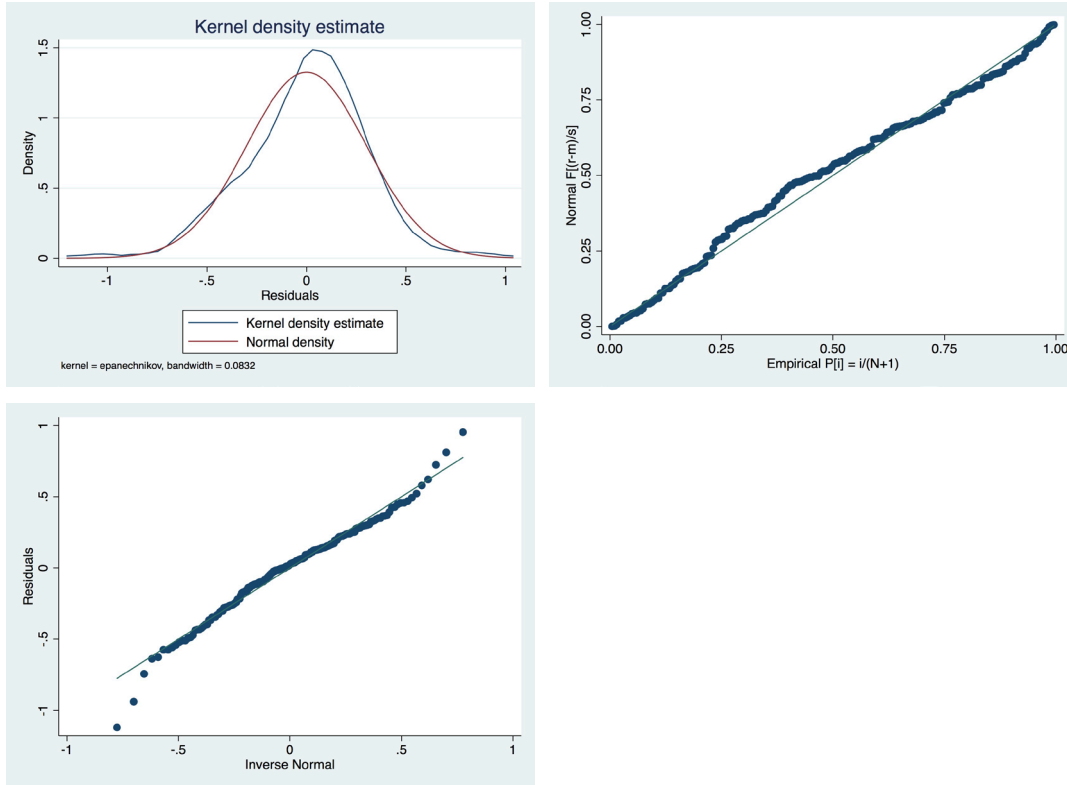 Kernel density estimate
1.5
1
.5
0
Density
-1
-.5
0
.5
1
Residuals
Kernel density estimate
Normal density
kernel = epanechnikov, bandwidth = 0.0832
1.00
0.75
0.50
0.25
0.00
Normal F[(r-m)/s]
0.00
0.25
0.50
0.75
1.00
Empirical P[i] = i/(N+1)
1
.5
0
-.5
-1
Residuals
-1
-.5
0
.5
1
Inverse Normal